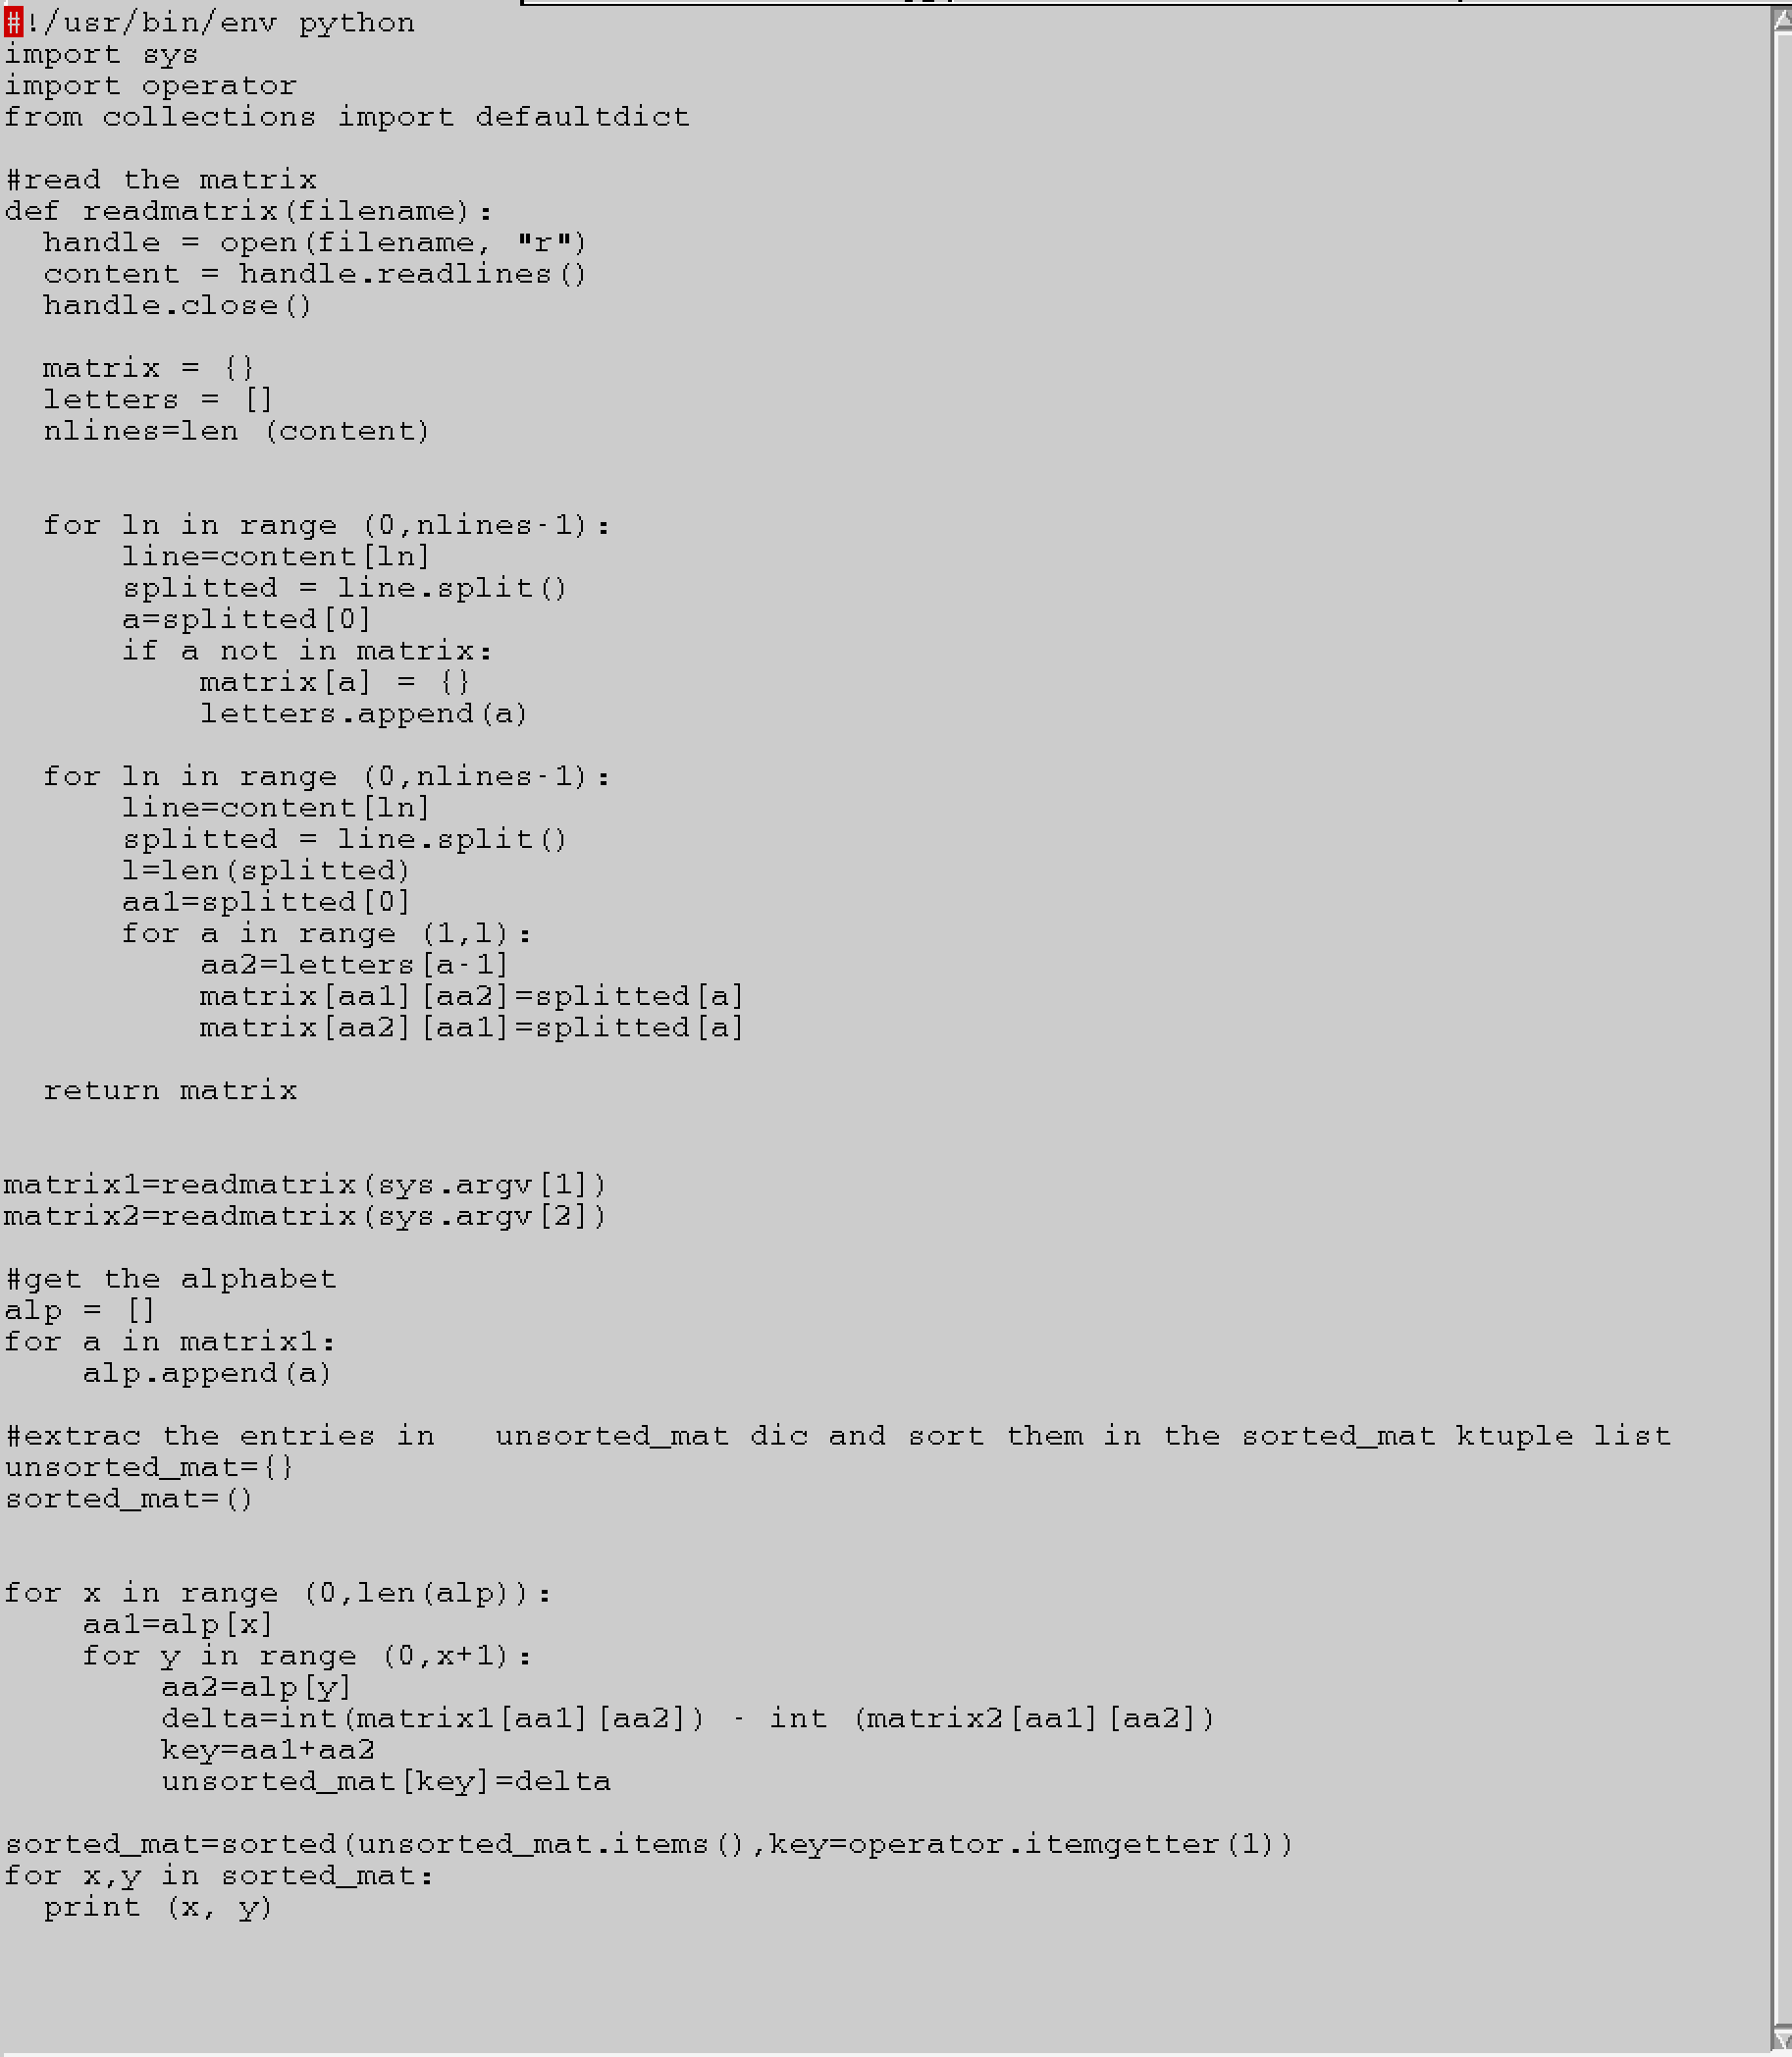 #!/usr/bin/env python
import sys
import operator
from collections import defaultdict

#read the matrix
def readmatrix(filename):
  handle = open(filename, "r")
  content = handle.readlines()
  handle.close()

  matrix = {}
  letters = []
  nlines=len (content)


  for ln in range (0,nlines-1):
      line=content[ln]
      splitted = line.split()
      a=splitted[0]
      if a not in matrix:
          matrix[a] = {}
          letters.append(a)

  for ln in range (0,nlines-1):
      line=content[ln]
      splitted = line.split()
      l=len(splitted)
      aa1=splitted[0]
      for a in range (1,l):
          aa2=letters[a-1]
          matrix[aa1][aa2]=splitted[a]
          matrix[aa2][aa1]=splitted[a]

  return matrix


matrix1=readmatrix(sys.argv[1])
matrix2=readmatrix(sys.argv[2])

#get the alphabet
alp = []
for a in matrix1:
    alp.append(a)

#extrac the entries in   unsorted_mat dic and sort them in the sorted_mat ktuple list
unsorted_mat={}
sorted_mat=()


for x in range (0,len(alp)):
    aa1=alp[x]
    for y in range (0,x+1):
        aa2=alp[y]
        delta=int(matrix1[aa1][aa2]) - int (matrix2[aa1][aa2])
        key=aa1+aa2
        unsorted_mat[key]=delta

sorted_mat=sorted(unsorted_mat.items(),key=operator.itemgetter(1))
for x,y in sorted_mat:
  print (x, y)